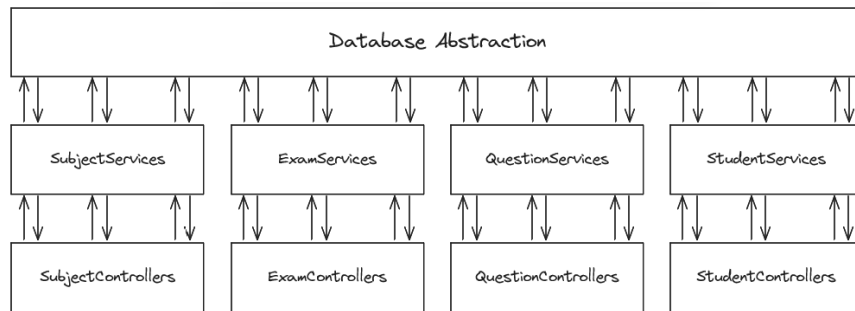 Database Abstraction
SubjectServices
ExamServices
QuestionServices
StudentServices
SubjectControllers
ExamControllers
QuestionControllers
StudentControllers